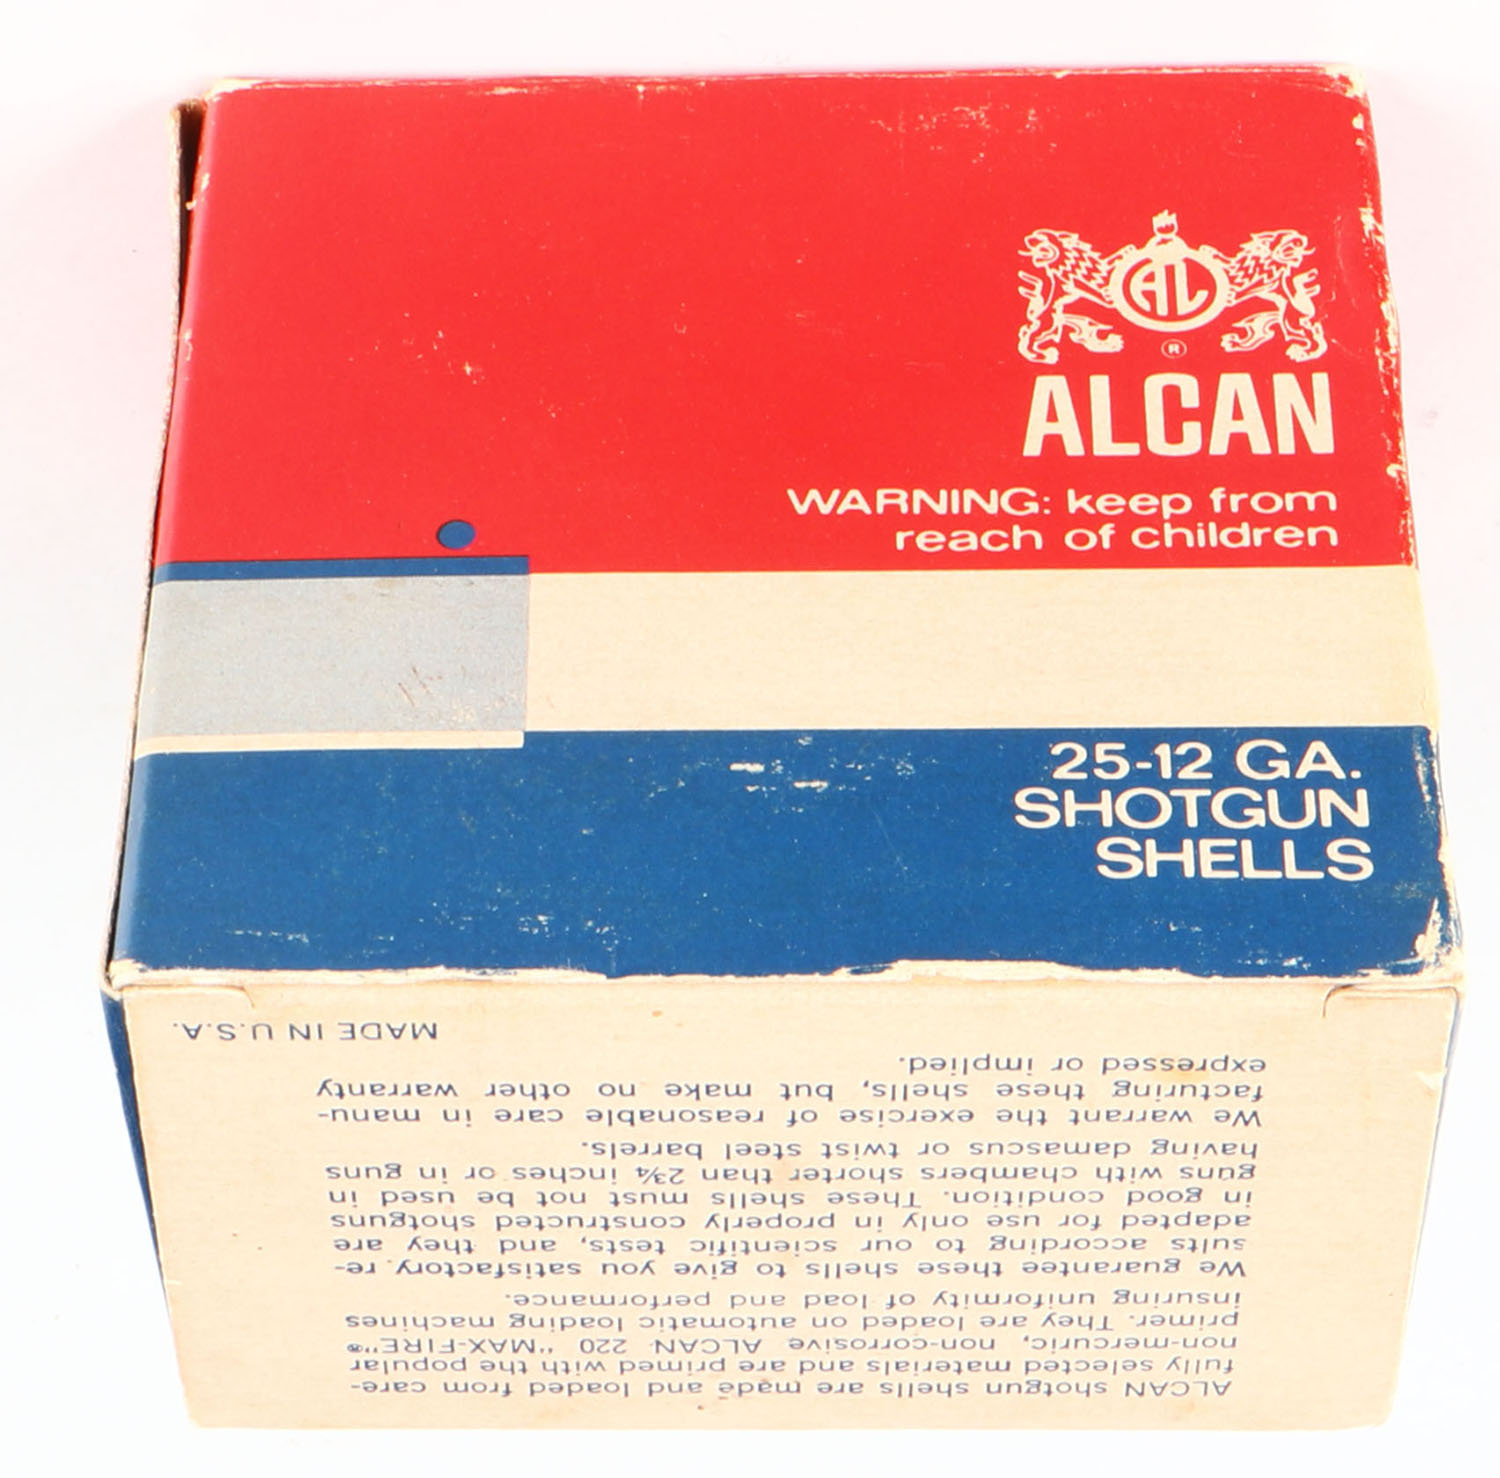 AL
®
ALCAN
WARNING: keep from
reach of children
25-12 GA.
SHOTGUN
SHELLS
ALCAN shotgun shells are made and loaded from care-
fully selected materials and are primed with the popular
non-mercuric, non-corrosive ALCAN 220 "MAX-FIRE"®
primer. They are loaded on automatic loading machines
insuring uniformity of load and performance.
We guarantee these shells to give you satisfactory re-
sults according to our scientific tests, and they are
adapted for use only in properly constructed shotguns
in good condition. These shells must not be used in
guns with chambers shorter than 2¾ inches or in guns
having damascus or twist steel barrels.
We warrant the exercise of reasonable care in manu-
facturing these shells, but make no other warranty
expressed or implied.
MADE IN U.S.A.